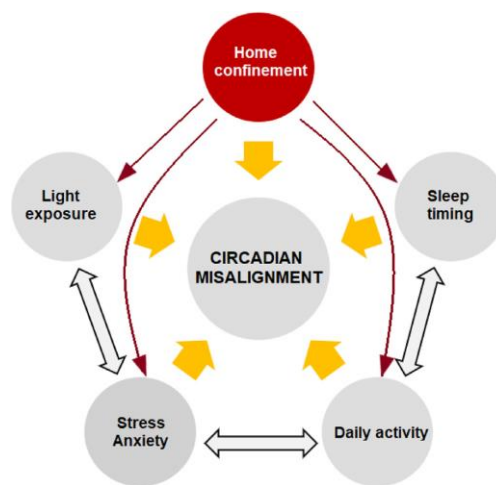 Home
confinement
Light
exposure
Sleep
timing
CIRCADIAN
MISALIGNMENT
Stress
Anxiety
Daily activity